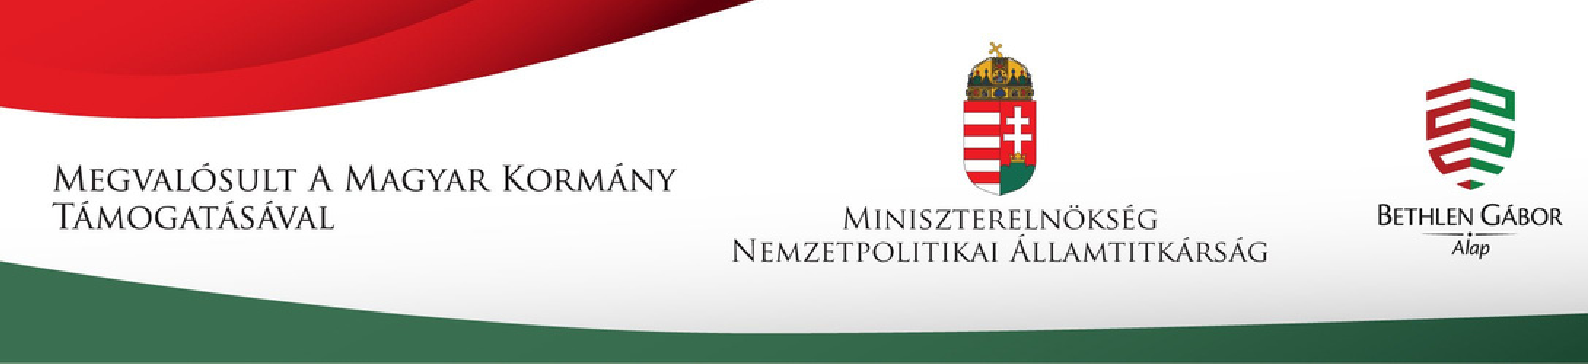 MEGVALÓSULT A MAGYAR KORMÁNY
TÁMOGATÁSÁVAL
MINISZTERELNÖKSÉG
NEMZETPOLITIKAI ÁLLAMTITKÁRSÁG
BETHLEN GÁBOR
Alap